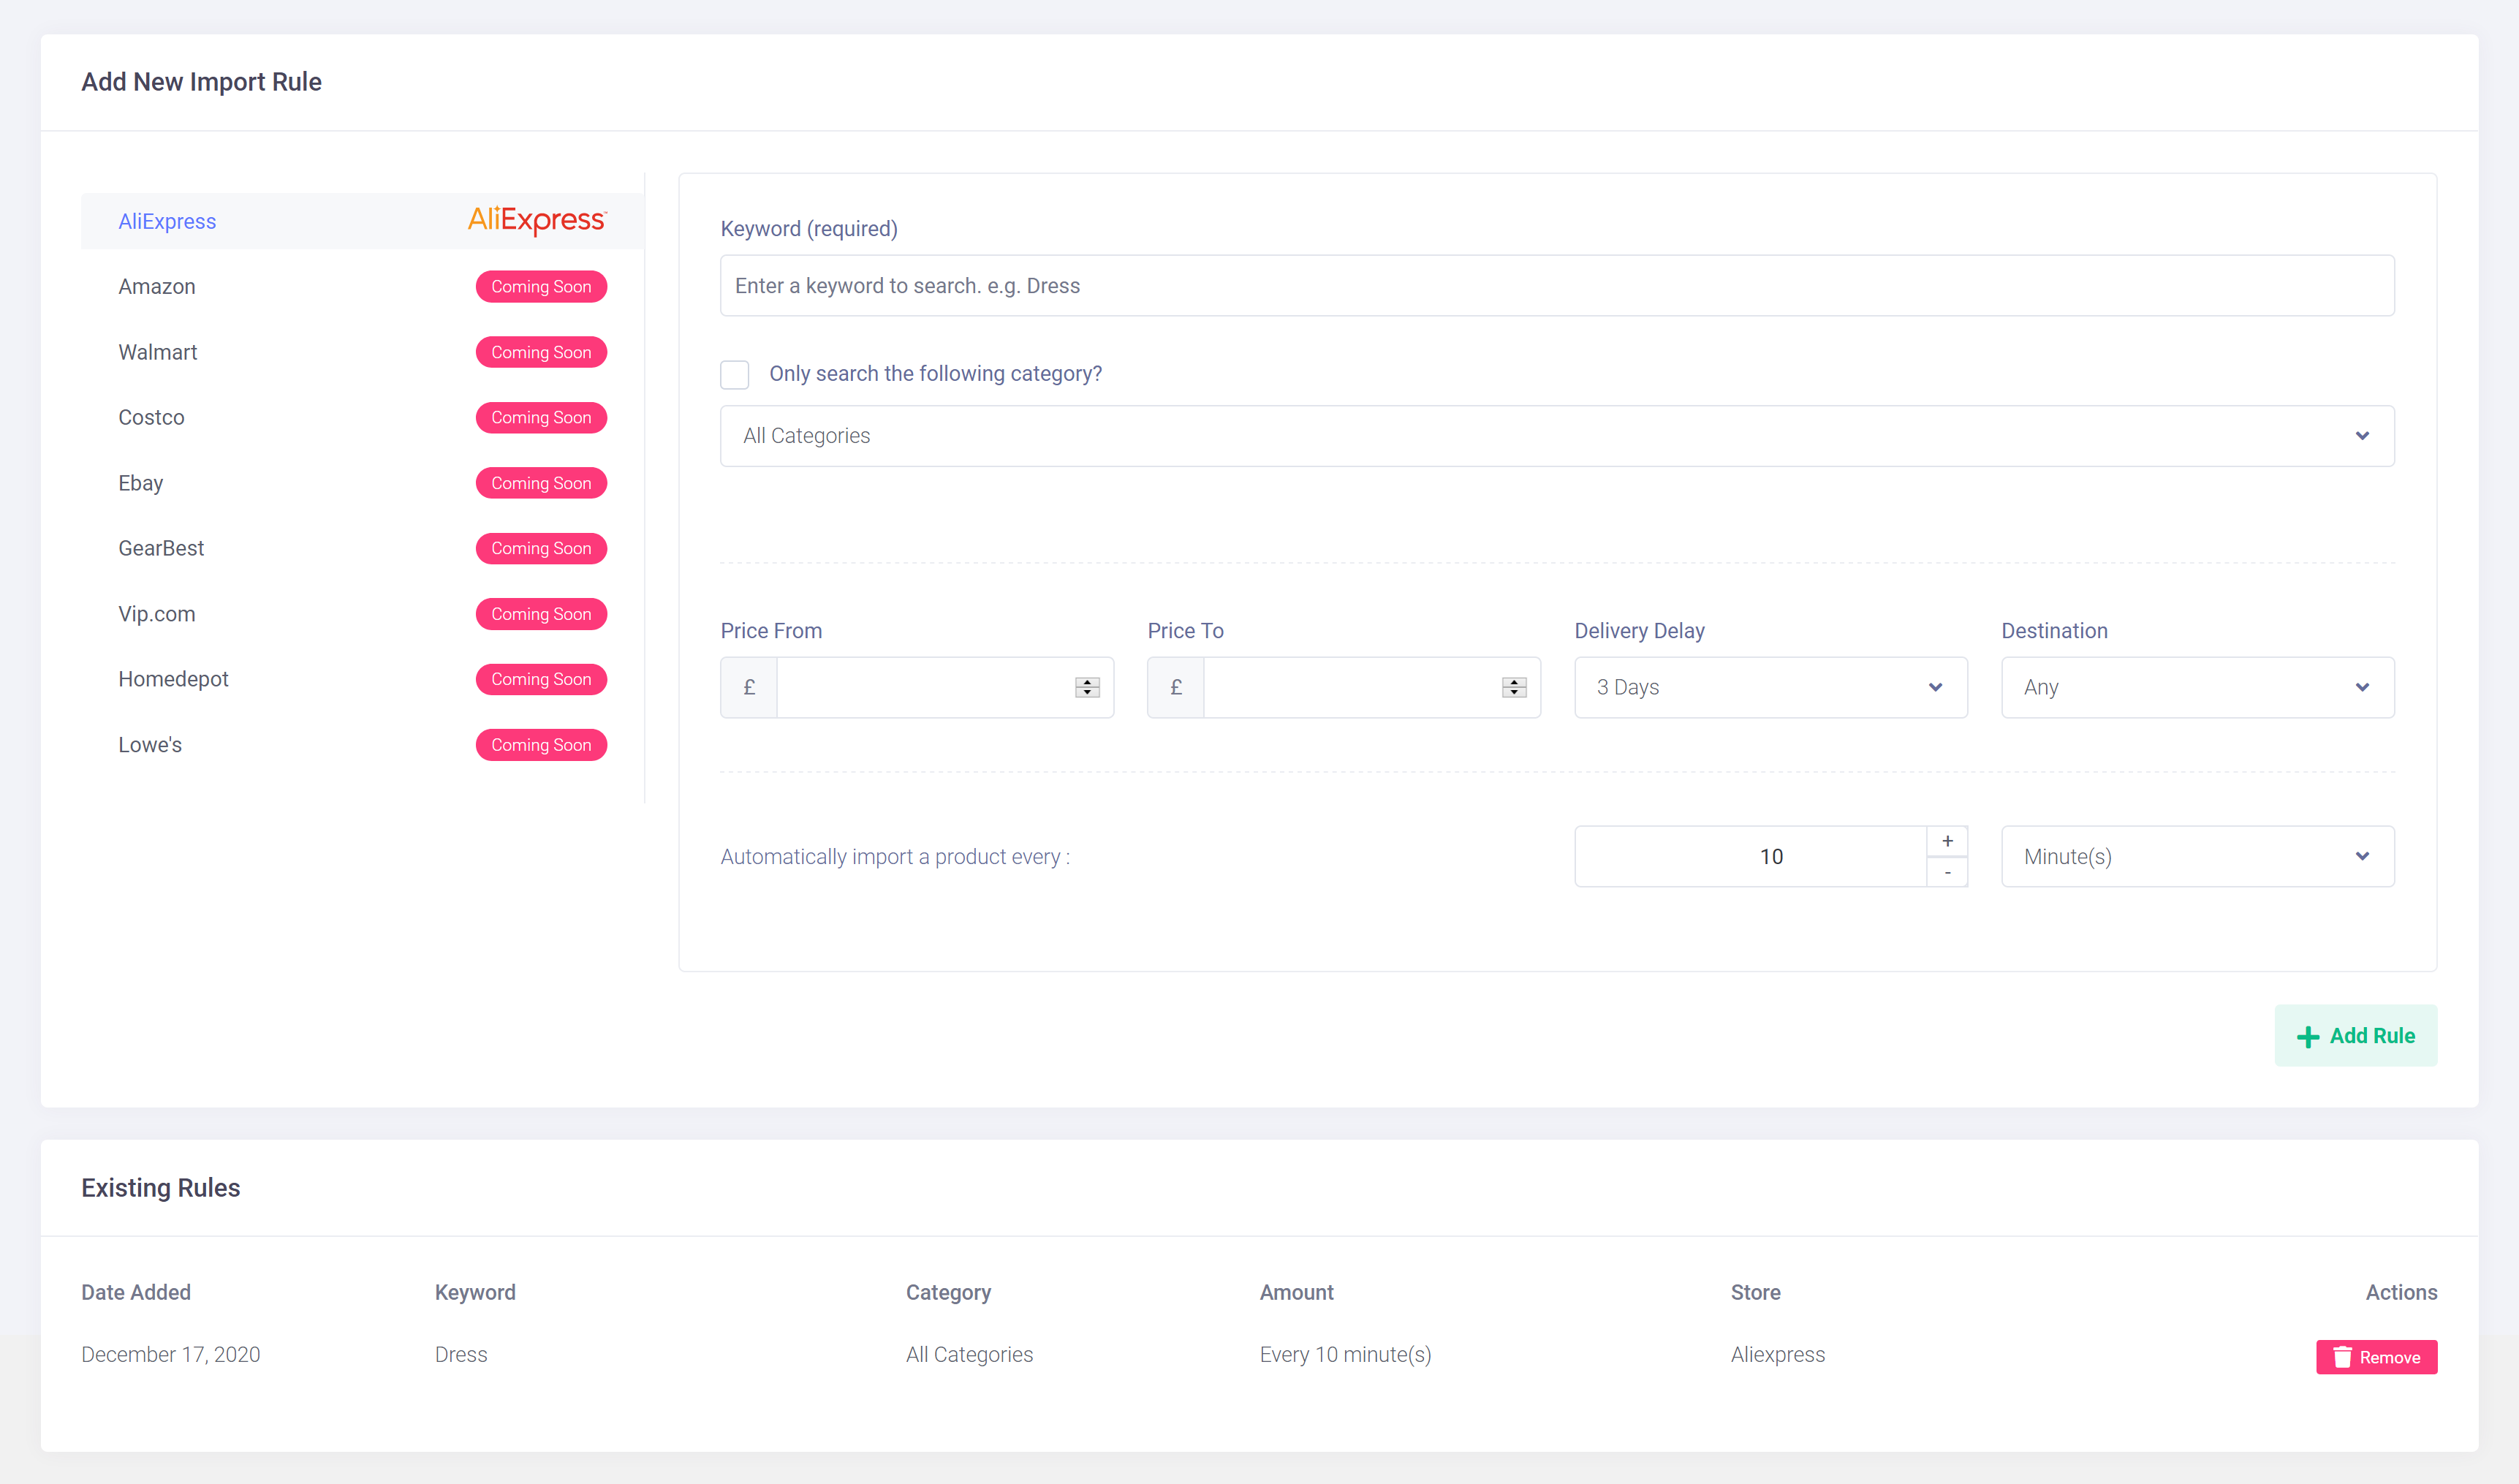 Add New Import Rule
AliExpress AliExpress
Amazon Coming Soon
Walmart Coming Soon
Costco Coming Soon
Ebay Coming Soon
GearBest Coming Soon
Vip.com Coming Soon
Homedepot Coming Soon
Lowe's Coming Soon
Keyword (required)
Enter a keyword to search. e.g. Dress
Only search the following category?
All Categories
Price From Price To Delivery Delay Destination
£ £ 3 Days Any
Automatically import a product every : 10 + - Minute(s)
Add Rule
Existing Rules
Date Added Keyword Category Amount Store Actions
December 17, 2020 Dress All Categories Every 10 minute(s) Aliexpress Remove